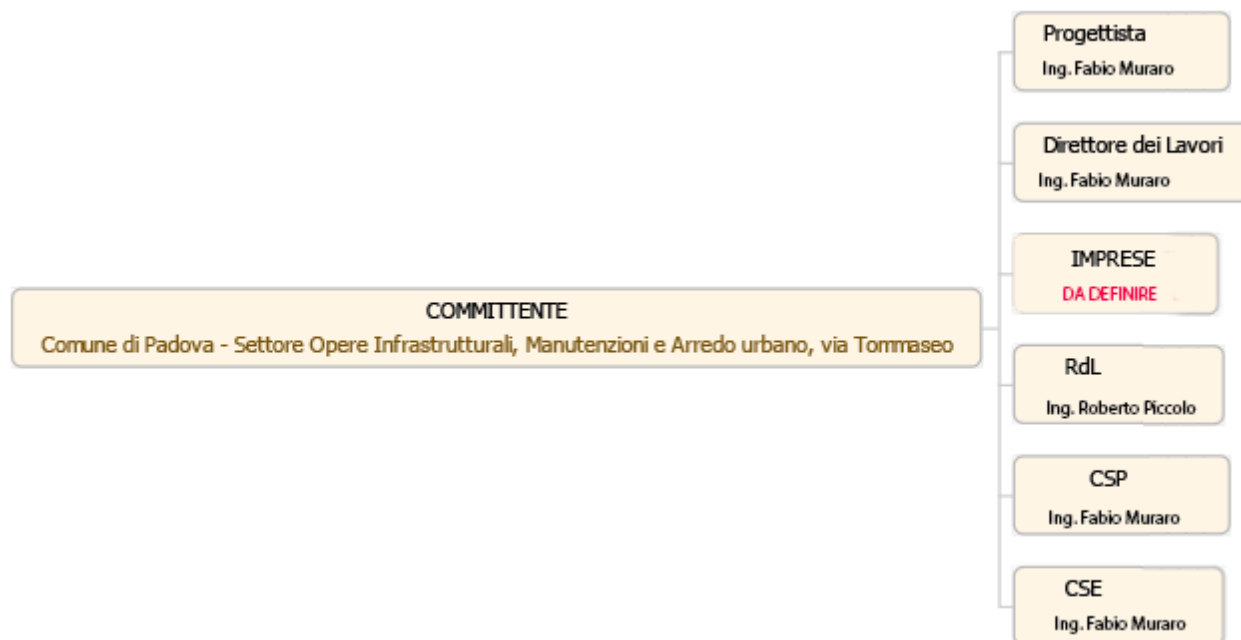 Progettista
Ing. Fabio Muraro
Direttore dei Lavori
Ing. Fabio Muraro
IMPRESE
DA DEFINIRE
COMMITTENTE
Comune di Padova - Settore Opere Infrastrutturali, Manutenzioni e Arredo urbano, via Tommaseo
RdL
Ing. Roberto Piccolo
CSP
Ing. Fabio Muraro
CSE
Ing. Fabio Muraro